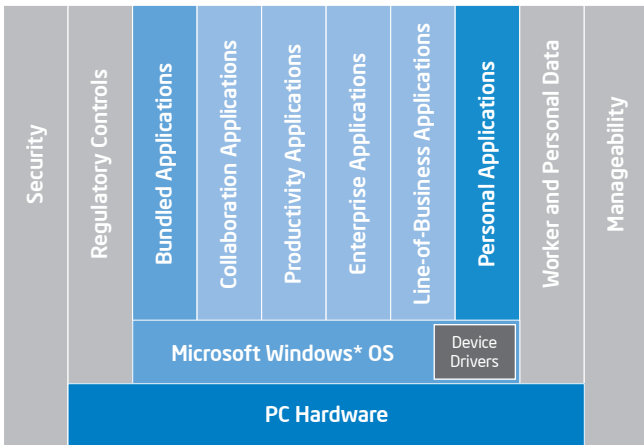 Security
Regulatory Controls
Bundled Applications
Collaboration Applications
Productivity Applications
Enterprise Applications
Line-of-Business Applications
Personal Applications
Worker and Personal Data
Manageability
Microsoft Windows* OS
Device
Drivers
PC Hardware